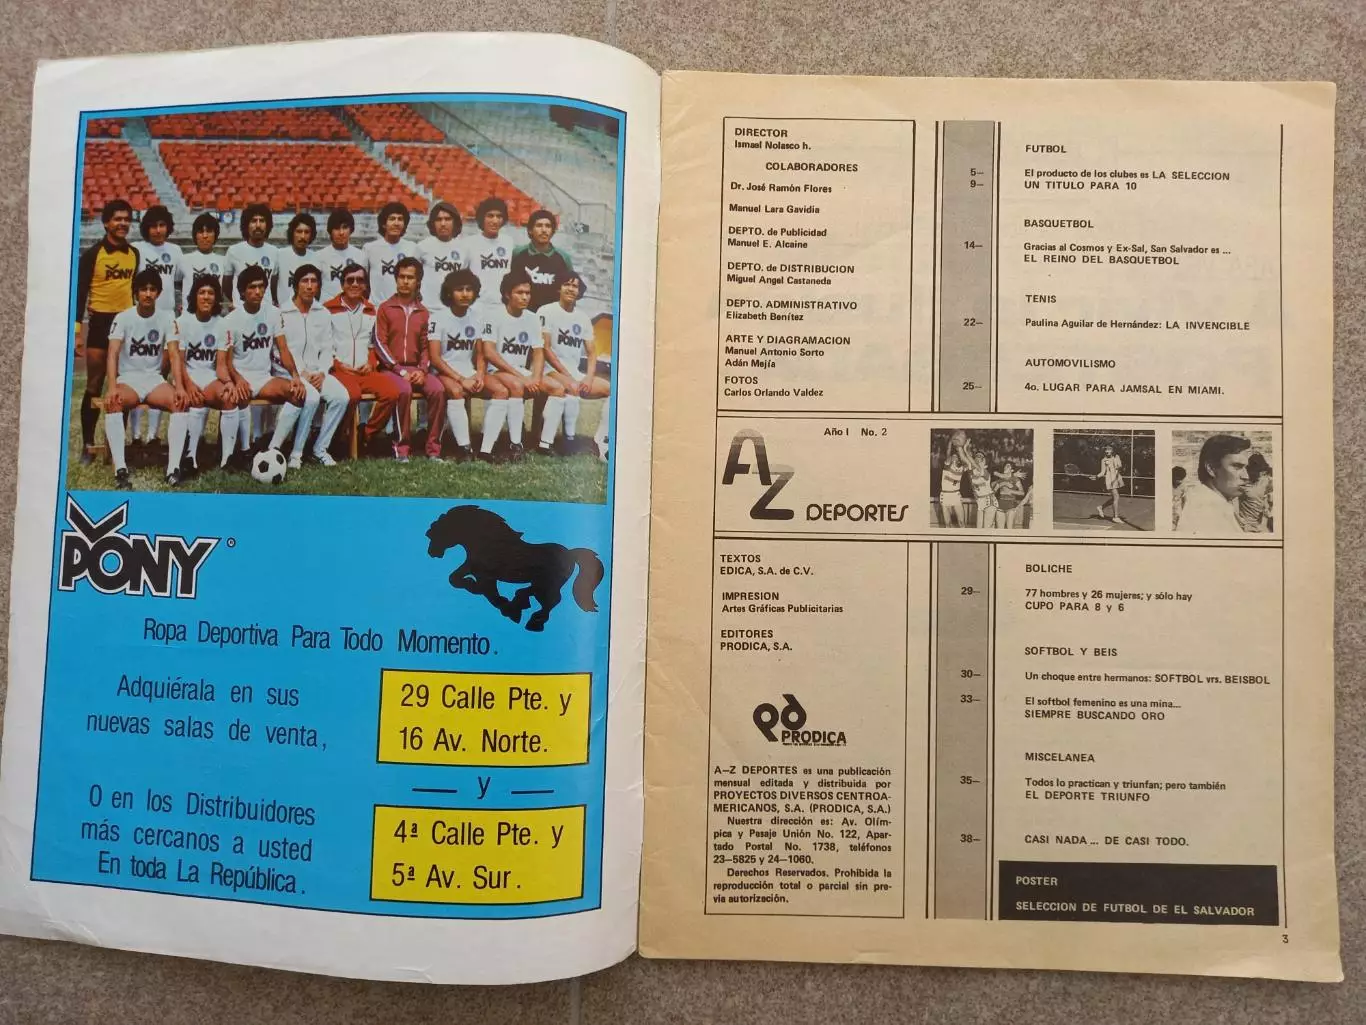 PONY
PONY
PONY
PONY
PONY
PONY
PONY
PONY ®
Ropa Deportiva Para Todo Momento.
Adquiérala en sus
nuevas salas de venta,
29 Calle Pte. y
16 Av. Norte.
y
O en los Distribuidores
más cercanos a usted
En toda La República.
4ª Calle Pte. y
5ª Av. Sur.
DIRECTOR
Ismael Nolasco h.
COLABORADORES
Dr. José Ramón Flores
Manuel Lara Gavidia
DEPTO. de Publicidad
Manuel E. Alcaine
DEPTO. de DISTRIBUCION
Miguel Angel Castaneda
DEPTO. ADMINISTRATIVO
Elizabeth Benítez
ARTE Y DIAGRAMACION
Manuel Antonio Sorto
Adán Mejía
FOTOS
Carlos Orlando Valdez
FUTBOL
5— El producto de los clubes es LA SELECCION
9— UN TITULO PARA 10
BASQUETBOL
14— Gracias al Cosmos y Ex-Sal, San Salvador es ...
EL REINO DEL BASQUETBOL
TENIS
22— Paulina Aguilar de Hernández: LA INVENCIBLE
AUTOMOVILISMO
25— 4o. LUGAR PARA JAMSAL EN MIAMI.
Año I No. 2
AZ DEPORTES
TEXTOS
EDICA, S.A. de C.V.
IMPRESION
Artes Gráficas Publicitarias
EDITORES
PRODICA, S.A.
PRODICA
A—Z DEPORTES es una publicación
mensual editada y distribuida por
PROYECTOS DIVERSOS CENTROA-
MERICANOS, S.A. (PRODICA, S.A.)
Nuestra dirección es: Av. Olím-
pica y Pasaje Unión No. 122, Apar-
tado Postal No. 1738, teléfonos
23—5825 y 24—1060.
Derechos Reservados. Prohibida la
reproducción total o parcial sin pre-
via autorización.
BOLICHE
29— 77 hombres y 26 mujeres; y sólo hay
CUPO PARA 8 y 6
SOFTBOL Y BEIS
30— Un choque entre hermanos: SOFTBOL vrs. BEISBOL
33— El softbol femenino es una mina...
SIEMPRE BUSCANDO ORO
MISCELANEA
35— Todos lo practican y triunfan; pero también
EL DEPORTE TRIUNFO
38— CASI NADA ... DE CASI TODO.
POSTER
SELECCION DE FUTBOL DE EL SALVADOR
3